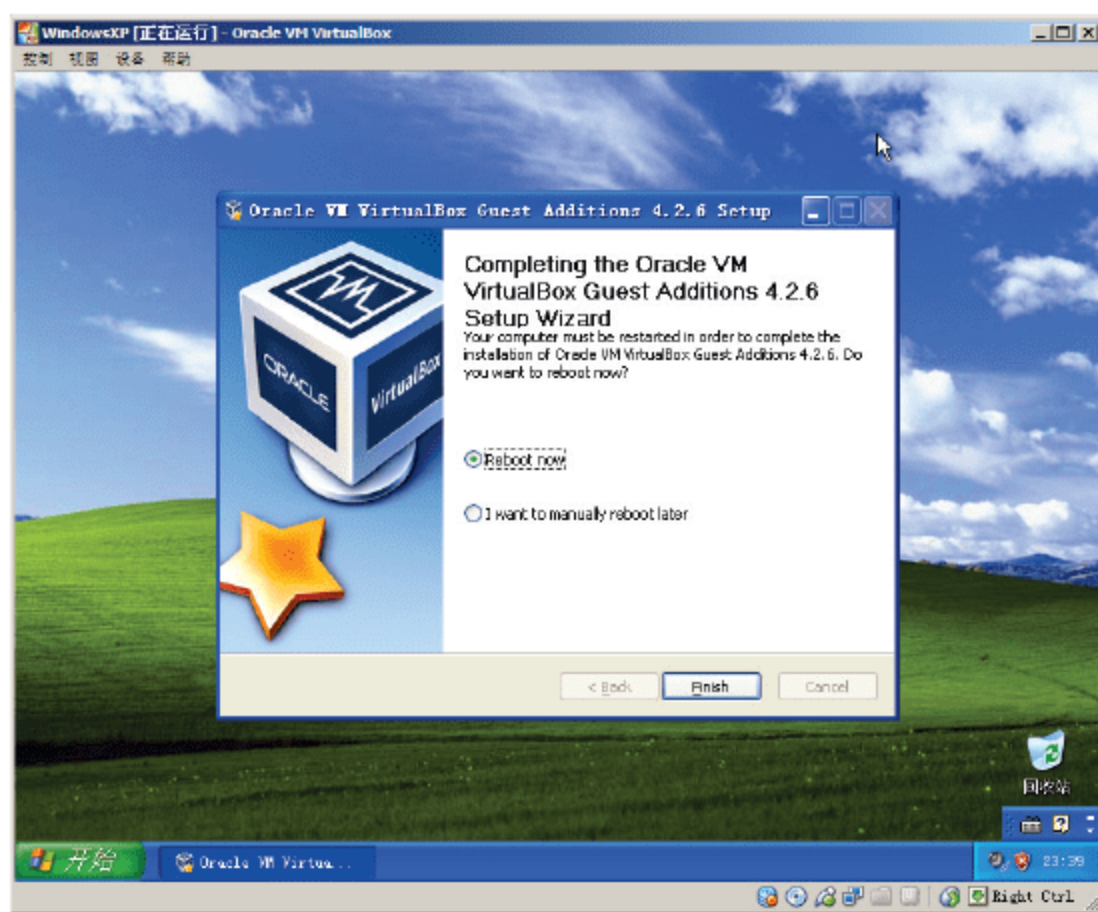 WindowsXP [正在运行] - Oracle VM VirtualBox
控制 视图 设备 帮助
Oracle VM VirtualBox Guest Additions 4.2.6 Setup
Completing the Oracle VM
VirtualBox Guest Additions 4.2.6
Setup Wizard
Your computer must be restarted in order to complete the
installation of Oracle VM VirtualBox Guest Additions 4.2.6. Do
you want to reboot now?
ORACLE
VirtualBox
Reboot now
I want to manually reboot later
< Back
Finish
Cancel
回收站
开始
Oracle VM Virtua...
23:39
Right Ctrl